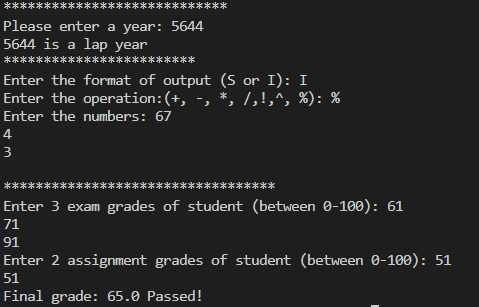 ****************************
Please enter a year: 5644
5644 is a lap year
************************
Enter the format of output (S or I): I
Enter the operation:(+, -, *, /,!,^, %): %
Enter the numbers: 67
4
3
**********************************
Enter 3 exam grades of student (between 0-100): 61
71
91
Enter 2 assignment grades of student (between 0-100): 51
51
Final grade: 65.0 Passed!